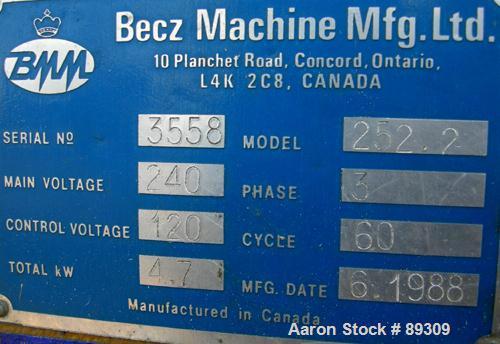 BMM
Becz Machine Mfg. Ltd.
10 Planchet Road, Concord, Ontario,
L4K 2C8, CANADA
SERIAL Nº 3558 MODEL 252.2
MAIN VOLTAGE 240 PHASE 3
CONTROL VOLTAGE 120 CYCLE 60
TOTAL kW 4.7 MFG. DATE 6.1988
Manufactured in Canada
Aaron Stock # 89309